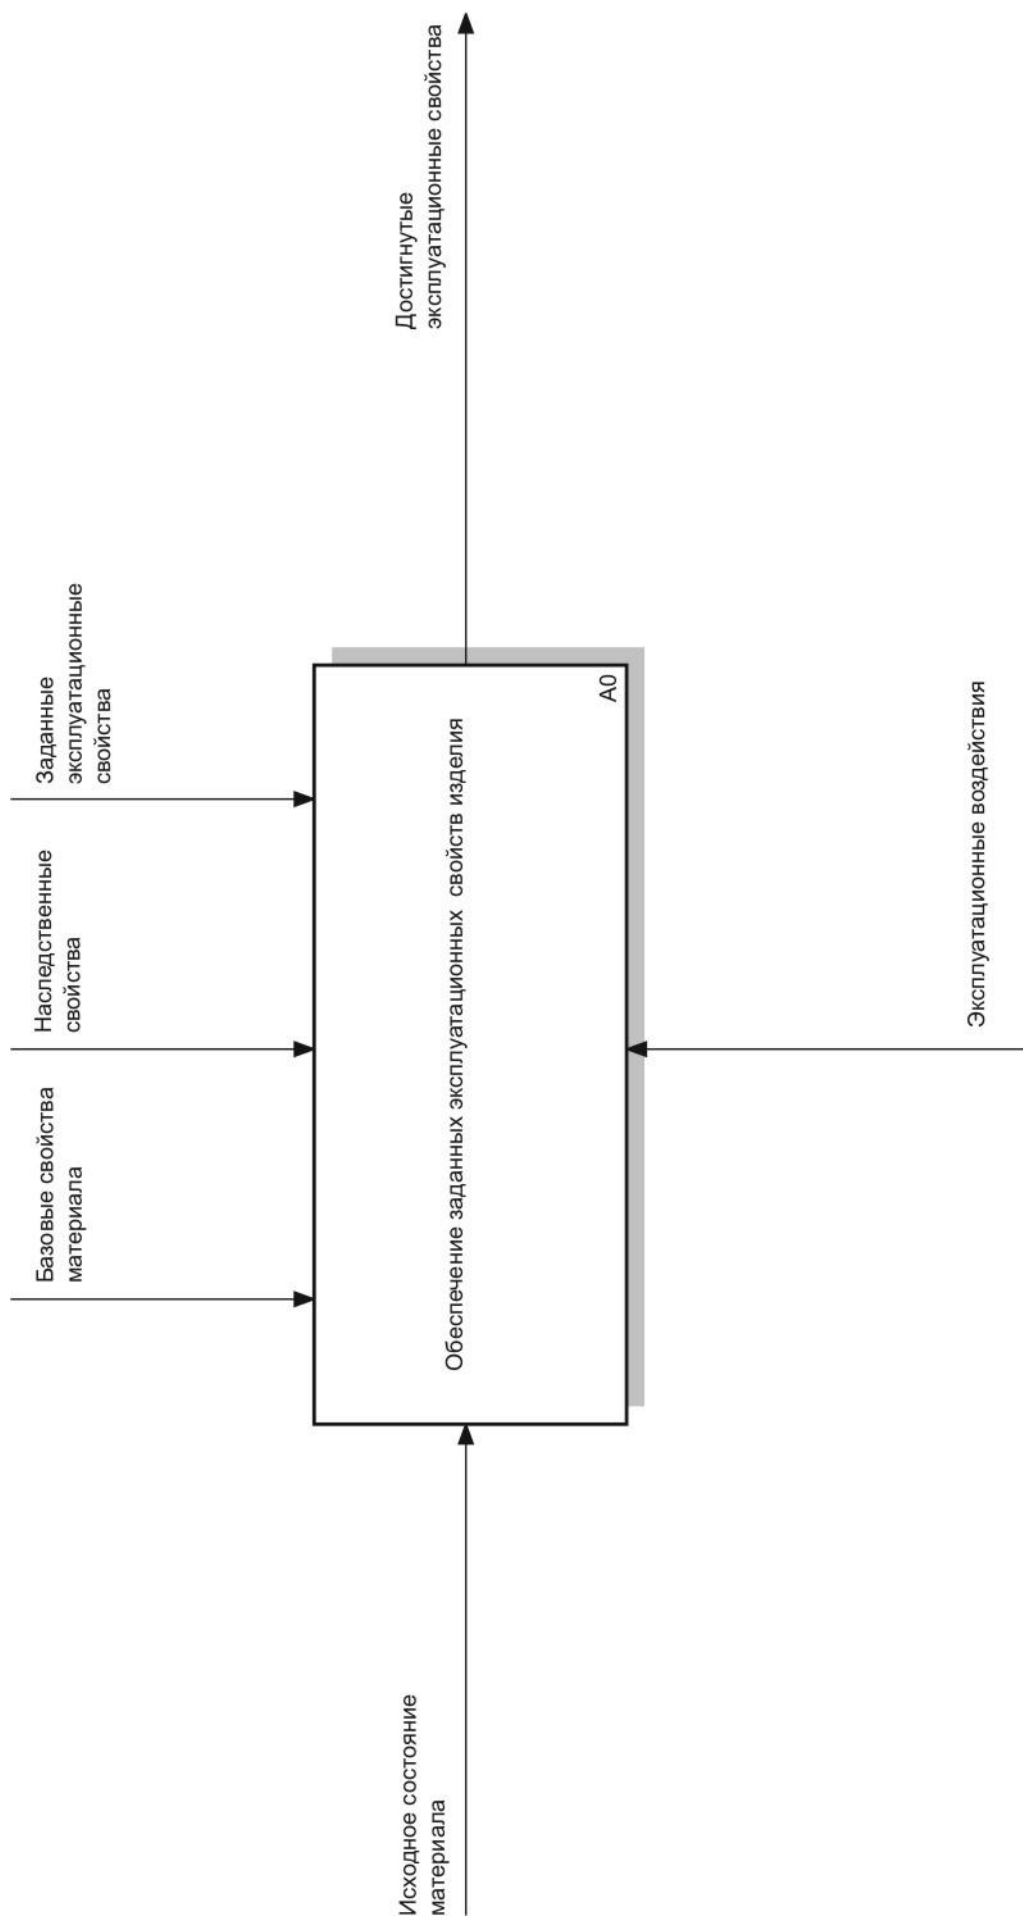 Базовые свойства
материала
Наследственные
свойства
Заданные
эксплуатационные
свойства
Исходное состояние
материала
Обеспечение заданных эксплуатационных свойств изделия
A0
Достигнутые
эксплуатационные свойства
Эксплуатационные воздействия